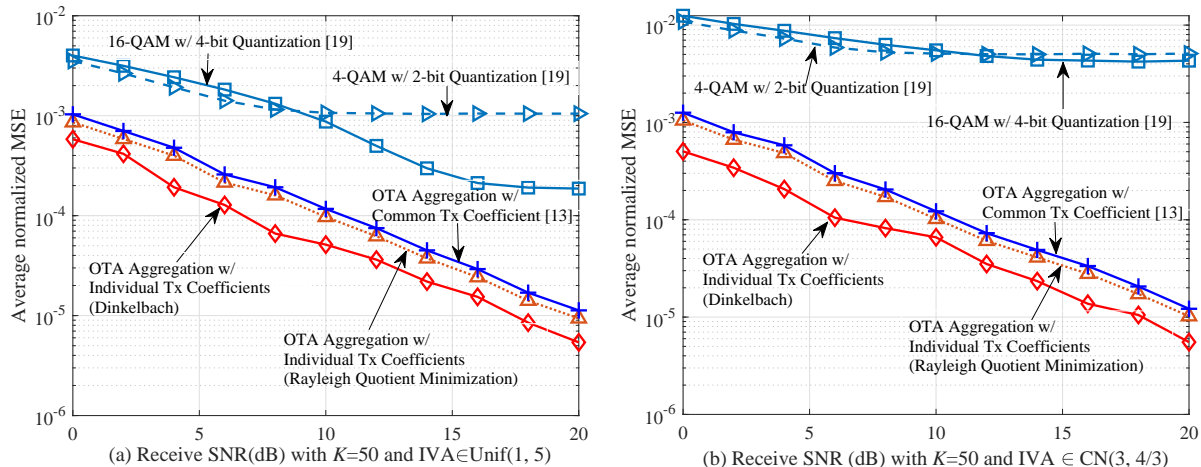 10^-2
10^-3
10^-4
10^-5
10^-6
Average normalized MSE
16-QAM w/ 4-bit Quantization [19]
4-QAM w/ 2-bit Quantization [19]
OTA Aggregation w/
Common Tx Coefficient [13]
OTA Aggregation w/
Individual Tx Coefficients
(Dinkelbach)
OTA Aggregation w/
Individual Tx Coefficients
(Rayleigh Quotient Minimization)
0 5 10 15 20
(a) Receive SNR(dB) with K=50 and IVA∈Unif(1, 5)
10^-2
10^-3
10^-4
10^-5
10^-6
Average normalized MSE
4-QAM w/ 2-bit Quantization [19]
16-QAM w/ 4-bit Quantization [19]
OTA Aggregation w/
Common Tx Coefficient [13]
OTA Aggregation w/
Individual Tx Coefficients
(Dinkelbach)
OTA Aggregation w/
Individual Tx Coefficients
(Rayleigh Quotient Minimization)
0 5 10 15 20
(b) Receive SNR (dB) with K=50 and IVA ∈ CN(3, 4/3)